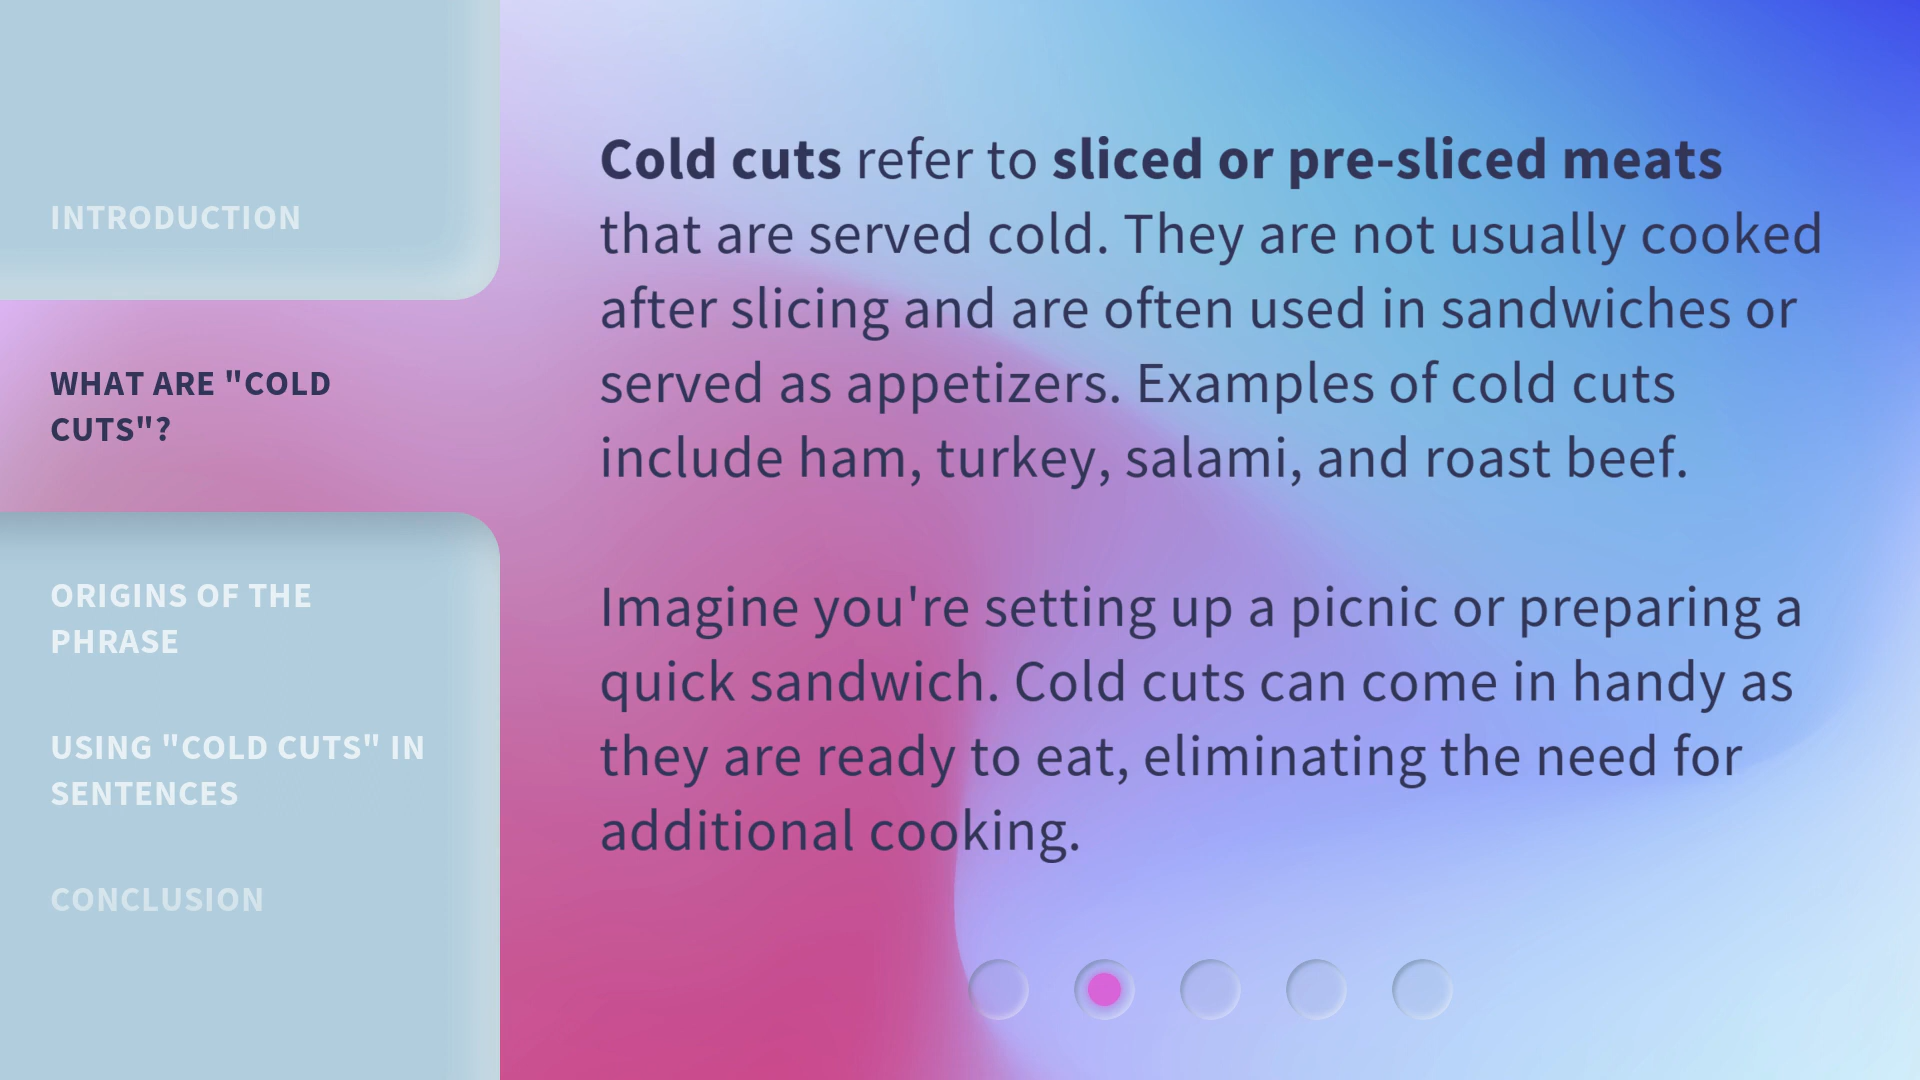 INTRODUCTION
WHAT ARE "COLD
CUTS"?
ORIGINS OF THE
PHRASE
USING "COLD CUTS" IN
SENTENCES
CONCLUSION
Cold cuts refer to sliced or pre-sliced meats
that are served cold. They are not usually cooked
after slicing and are often used in sandwiches or
served as appetizers. Examples of cold cuts
include ham, turkey, salami, and roast beef.
Imagine you're setting up a picnic or preparing a
quick sandwich. Cold cuts can come in handy as
they are ready to eat, eliminating the need for
additional cooking.